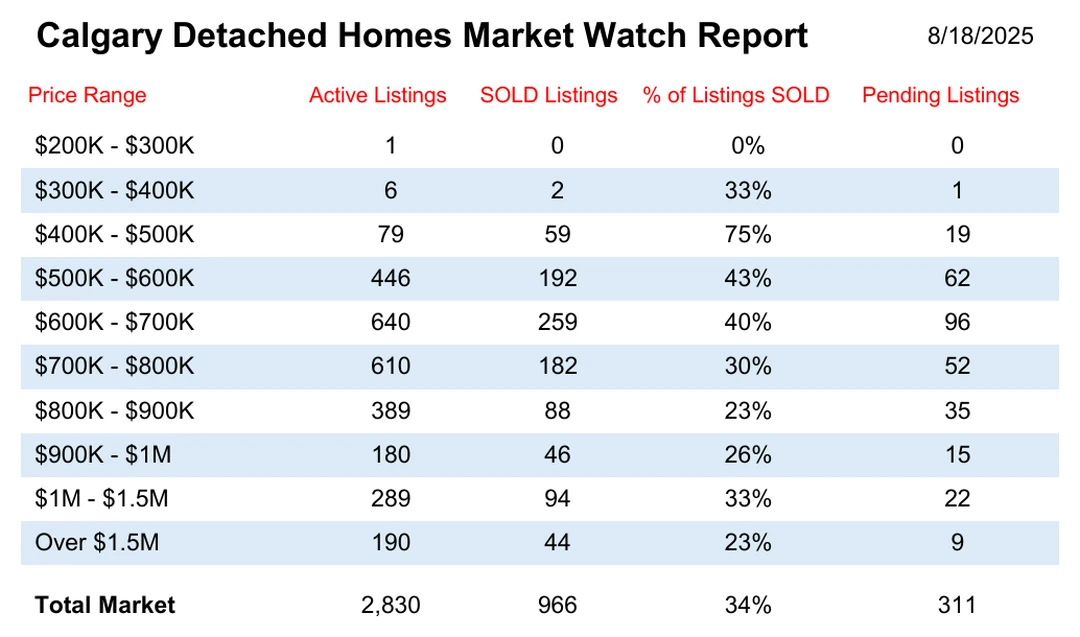 Calgary Detached Homes Market Watch Report 8/18/2025
Price Range Active Listings SOLD Listings % of Listings SOLD Pending Listings
$200K - $300K 1 0 0% 0
$300K - $400K 6 2 33% 1
$400K - $500K 79 59 75% 19
$500K - $600K 446 192 43% 62
$600K - $700K 640 259 40% 96
$700K - $800K 610 182 30% 52
$800K - $900K 389 88 23% 35
$900K - $1M 180 46 26% 15
$1M - $1.5M 289 94 33% 22
Over $1.5M 190 44 23% 9
Total Market 2,830 966 34% 311